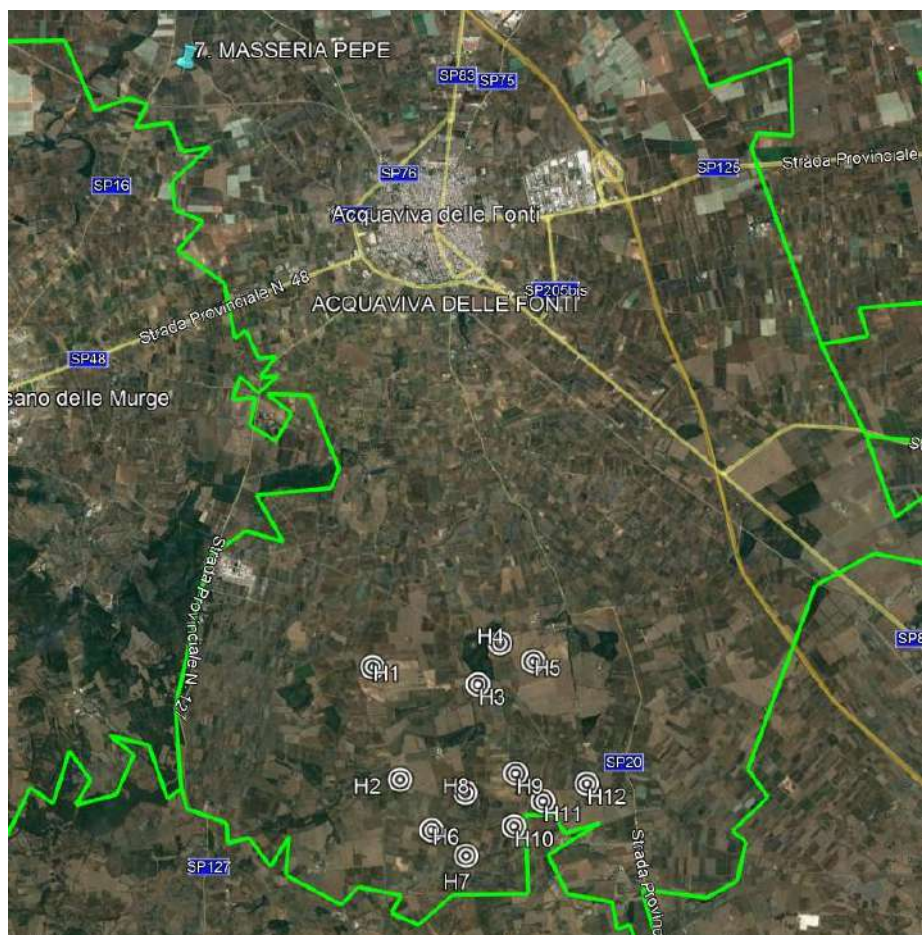 7. MASSERIA PEPE
SP83
SP75
SP76
SP16
SP125
Strada Provinciale
Acquaviva delle Fonti
SP205bis
ACQUAVIVA DELLE FONTI
Strada Provinciale N. 48
SP48
sano delle Murge
Strada Provinciale N. 127
H4
H5
H1
H3
SP8
SP20
H2
H8
H9
H12
H11
H6
H10
H7
SP127
Strada Provinc